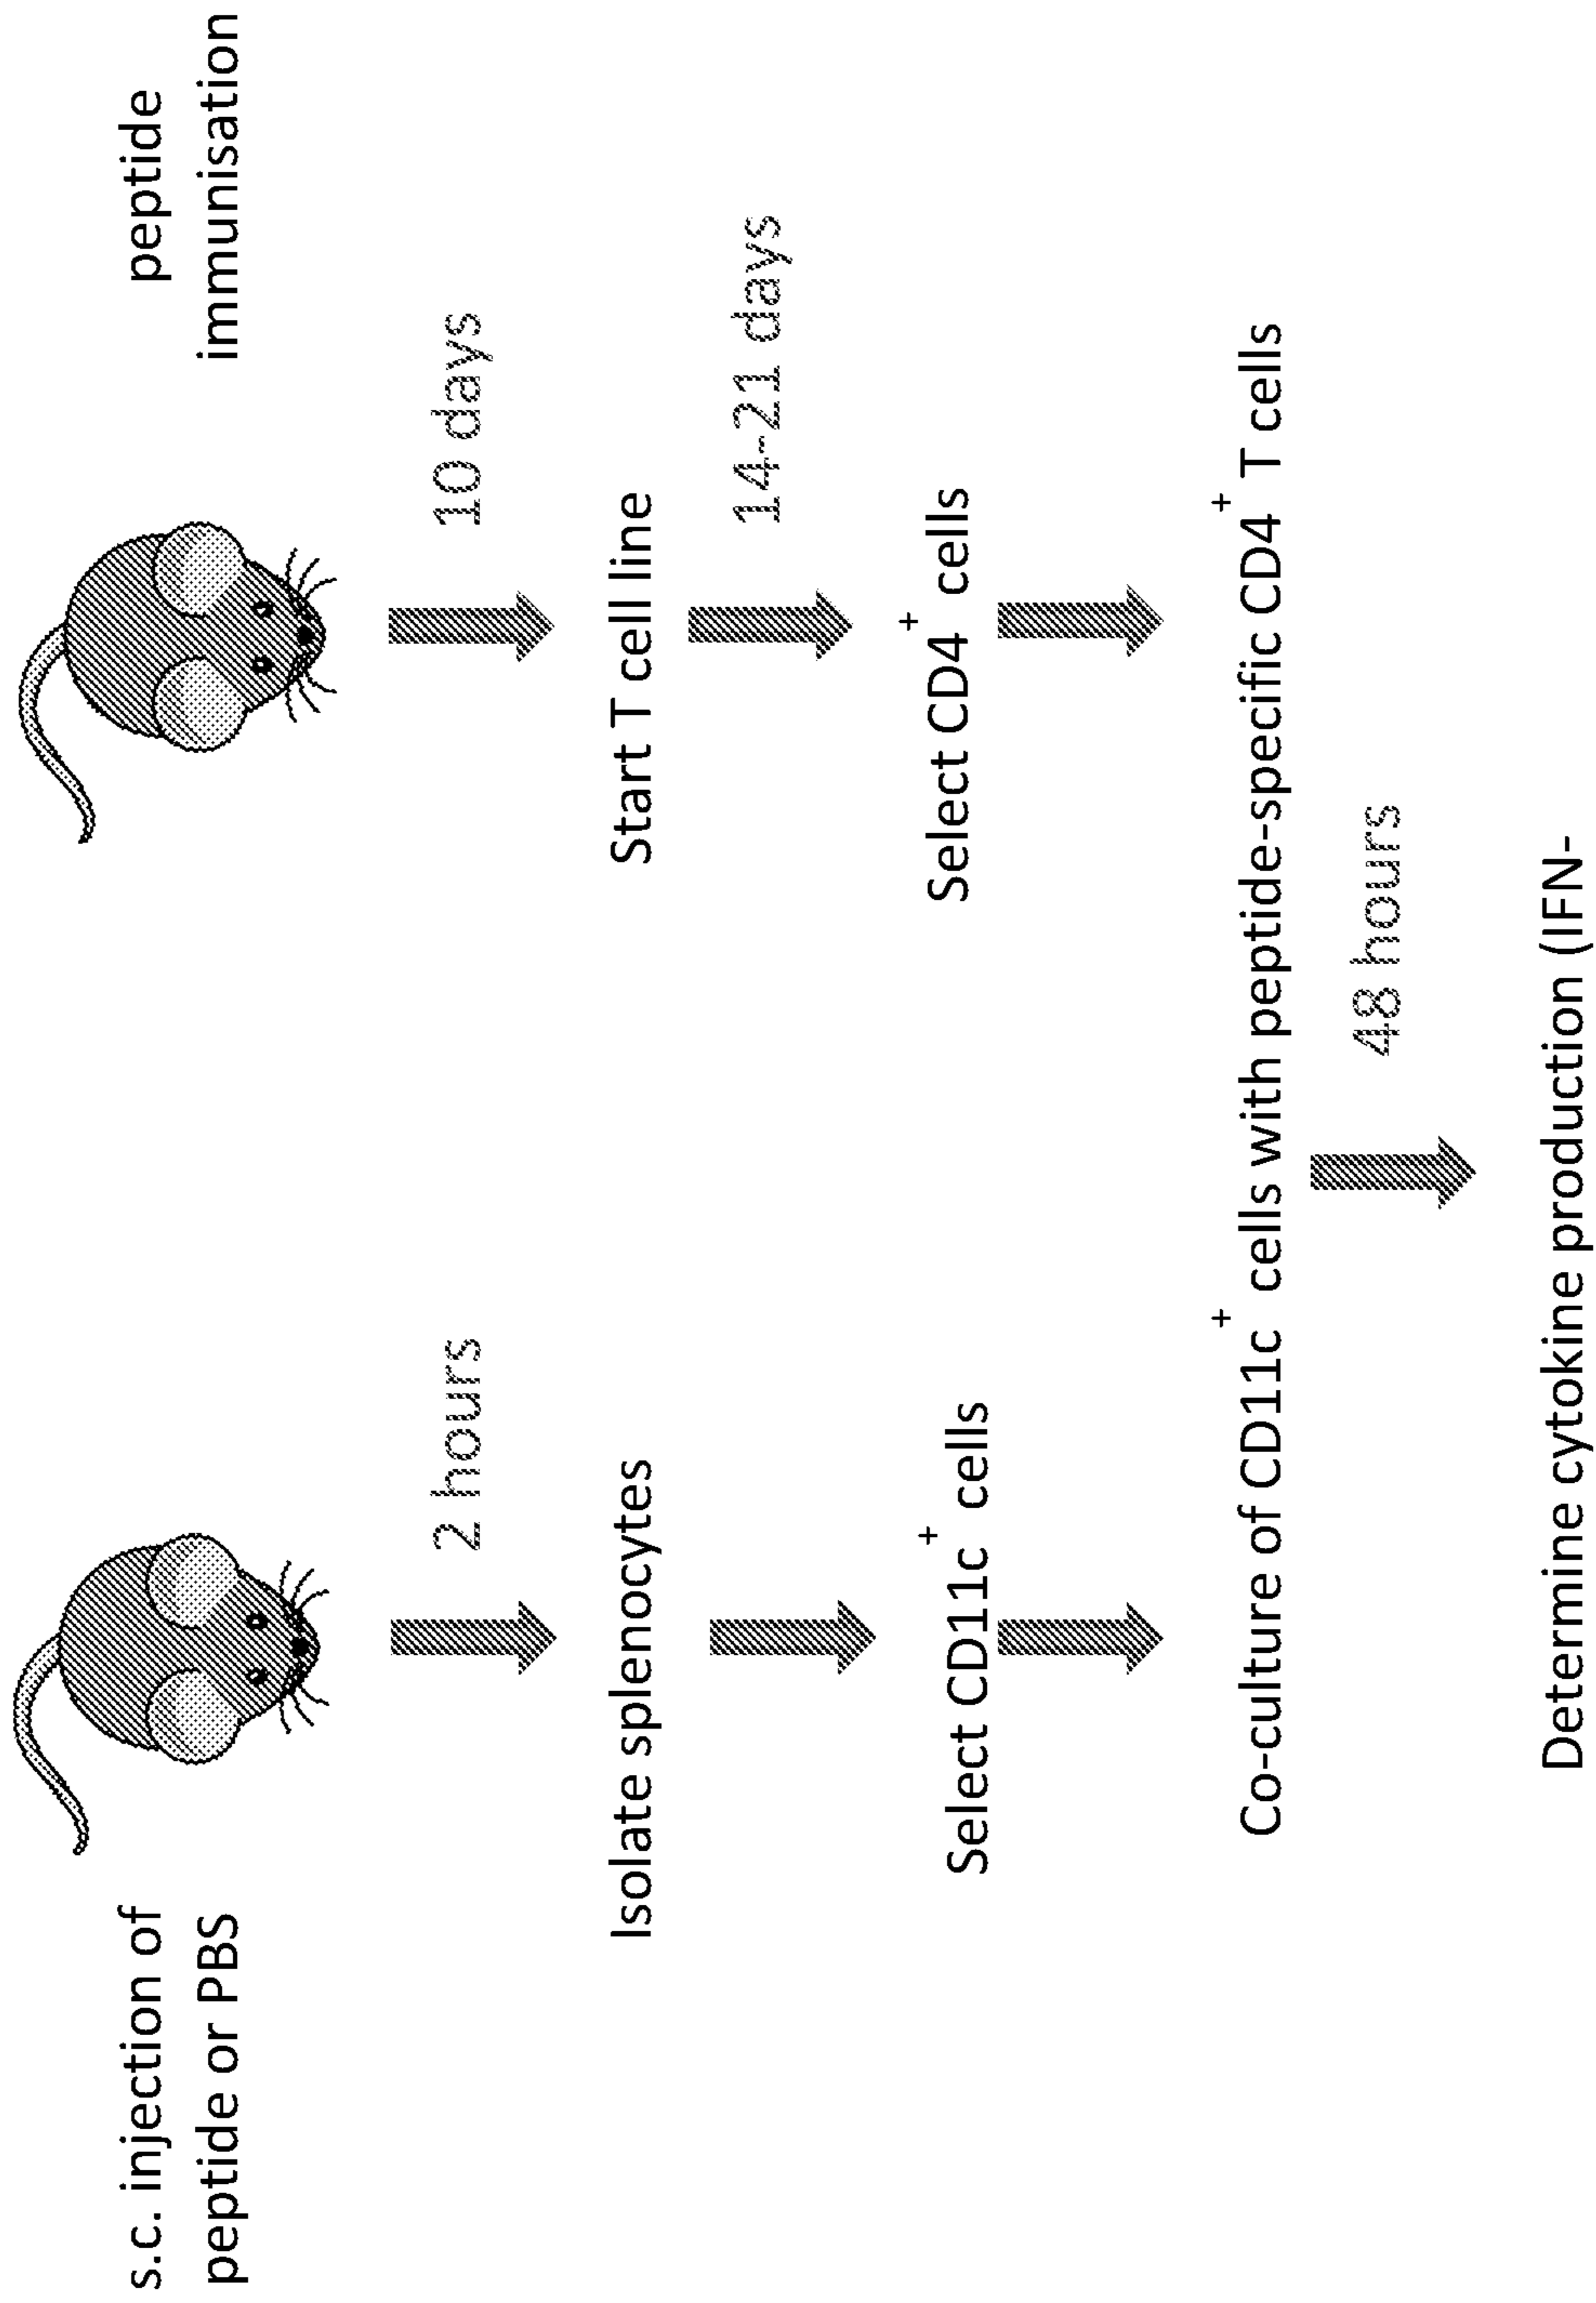 s.c. injection of
peptide or PBS
peptide
immunisation
2 hours
10 days
Isolate splenocytes
Start T cell line
14-21 days
Select CD11c⁺ cells
Select CD4⁺ cells
Co-culture of CD11c⁺ cells with peptide-specific CD4⁺ T cells
48 hours
Determine cytokine production (IFN-